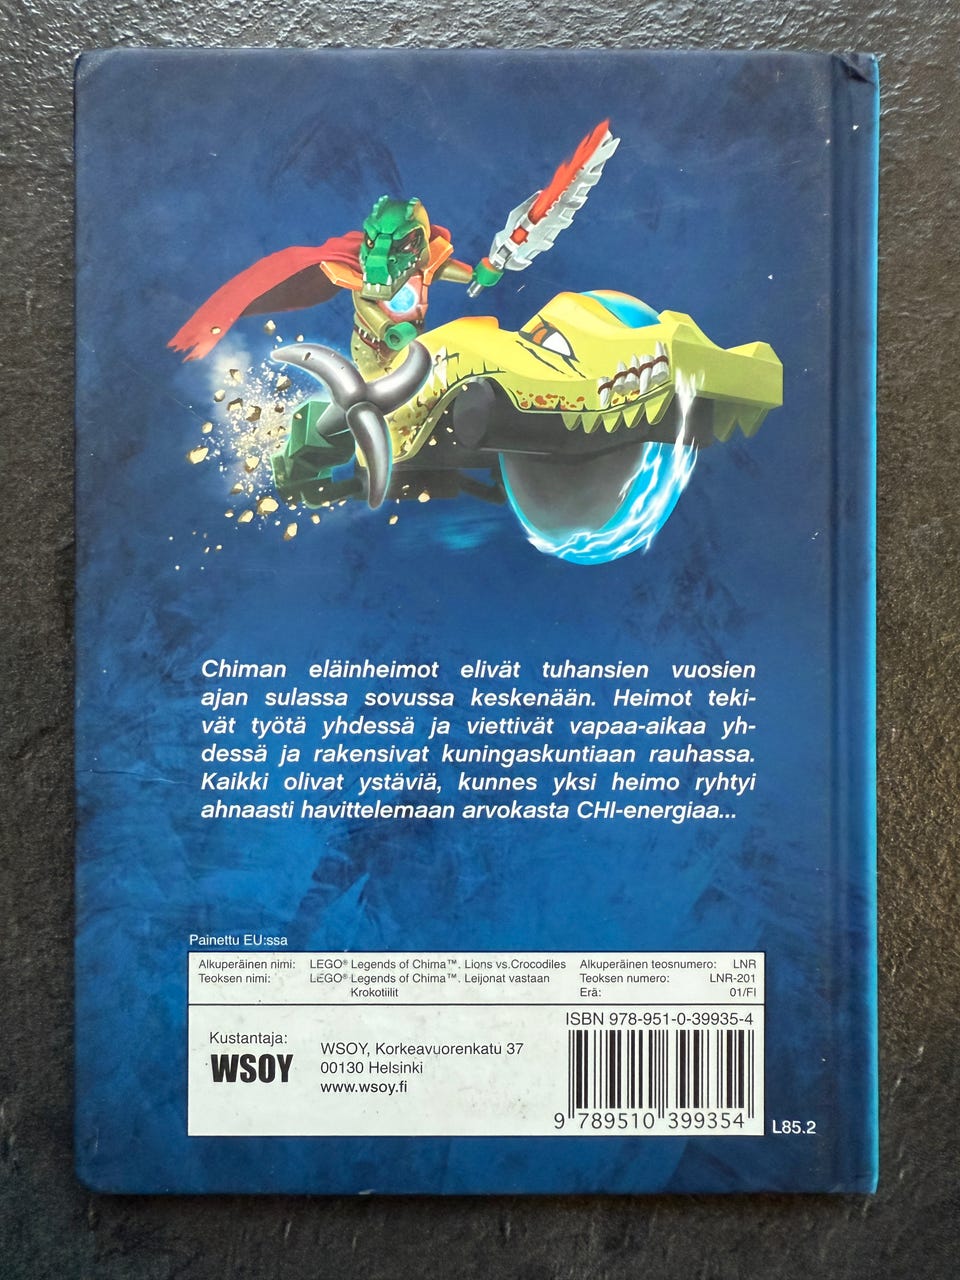 Chiman eläinheimot elivät tuhansien vuosien
ajan sulassa sovussa keskenään. Heimot teki-
vät työtä yhdessä ja viettivät vapaa-aikaa yh-
dessä ja rakensivat kuningaskuntiaan rauhassa.
Kaikki olivat ystäviä, kunnes yksi heimo ryhtyi
ahnaasti havittelemaan arvokasta CHI-energiaa...
Painettu EU:ssa
Alkuperäinen nimi: LEGO® Legends of Chima™. Lions vs.Crocodiles Alkuperäinen teosnumero: LNR
Teoksen nimi: LEGO® Legends of Chima™. Leijonat vastaan Teoksen numero: LNR-201
Krokotiilit Erä: 01/FI
ISBN 978-951-0-39935-4
Kustantaja:
WSOY
WSOY, Korkeavuorenkatu 37
00130 Helsinki
www.wsoy.fi
9 789510 399354
L85.2